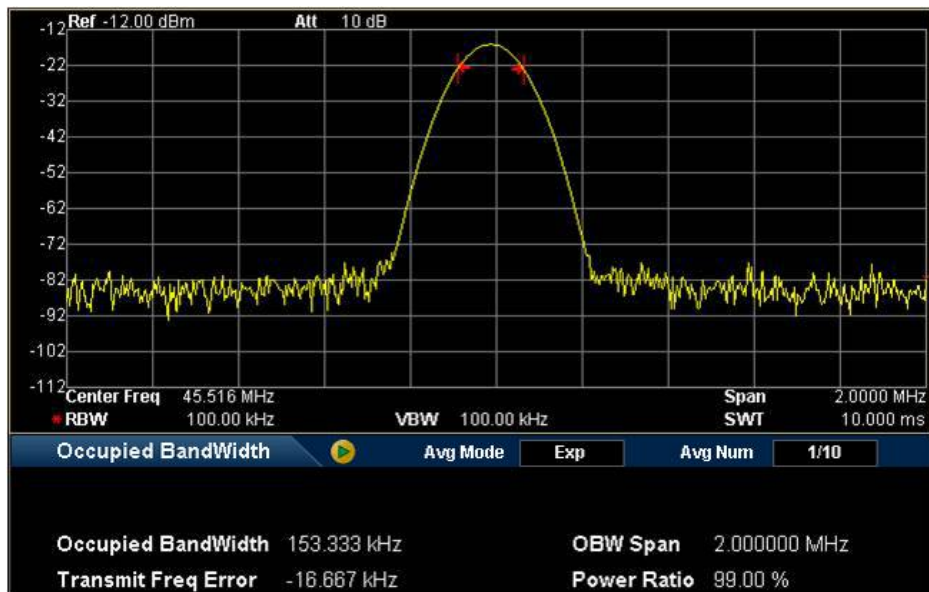 Ref -12.00 dBm Att 10 dB
-12
-22
-32
-42
-52
-62
-72
-82
-92
-102
-112
Center Freq 45.516 MHz Span 2.0000 MHz
* RBW 100.00 kHz VBW 100.00 kHz SWT 10.000 ms
Occupied BandWidth Avg Mode Exp Avg Num 1/10
Occupied BandWidth 153.333 kHz OBW Span 2.000000 MHz
Transmit Freq Error -16.667 kHz Power Ratio 99.00 %